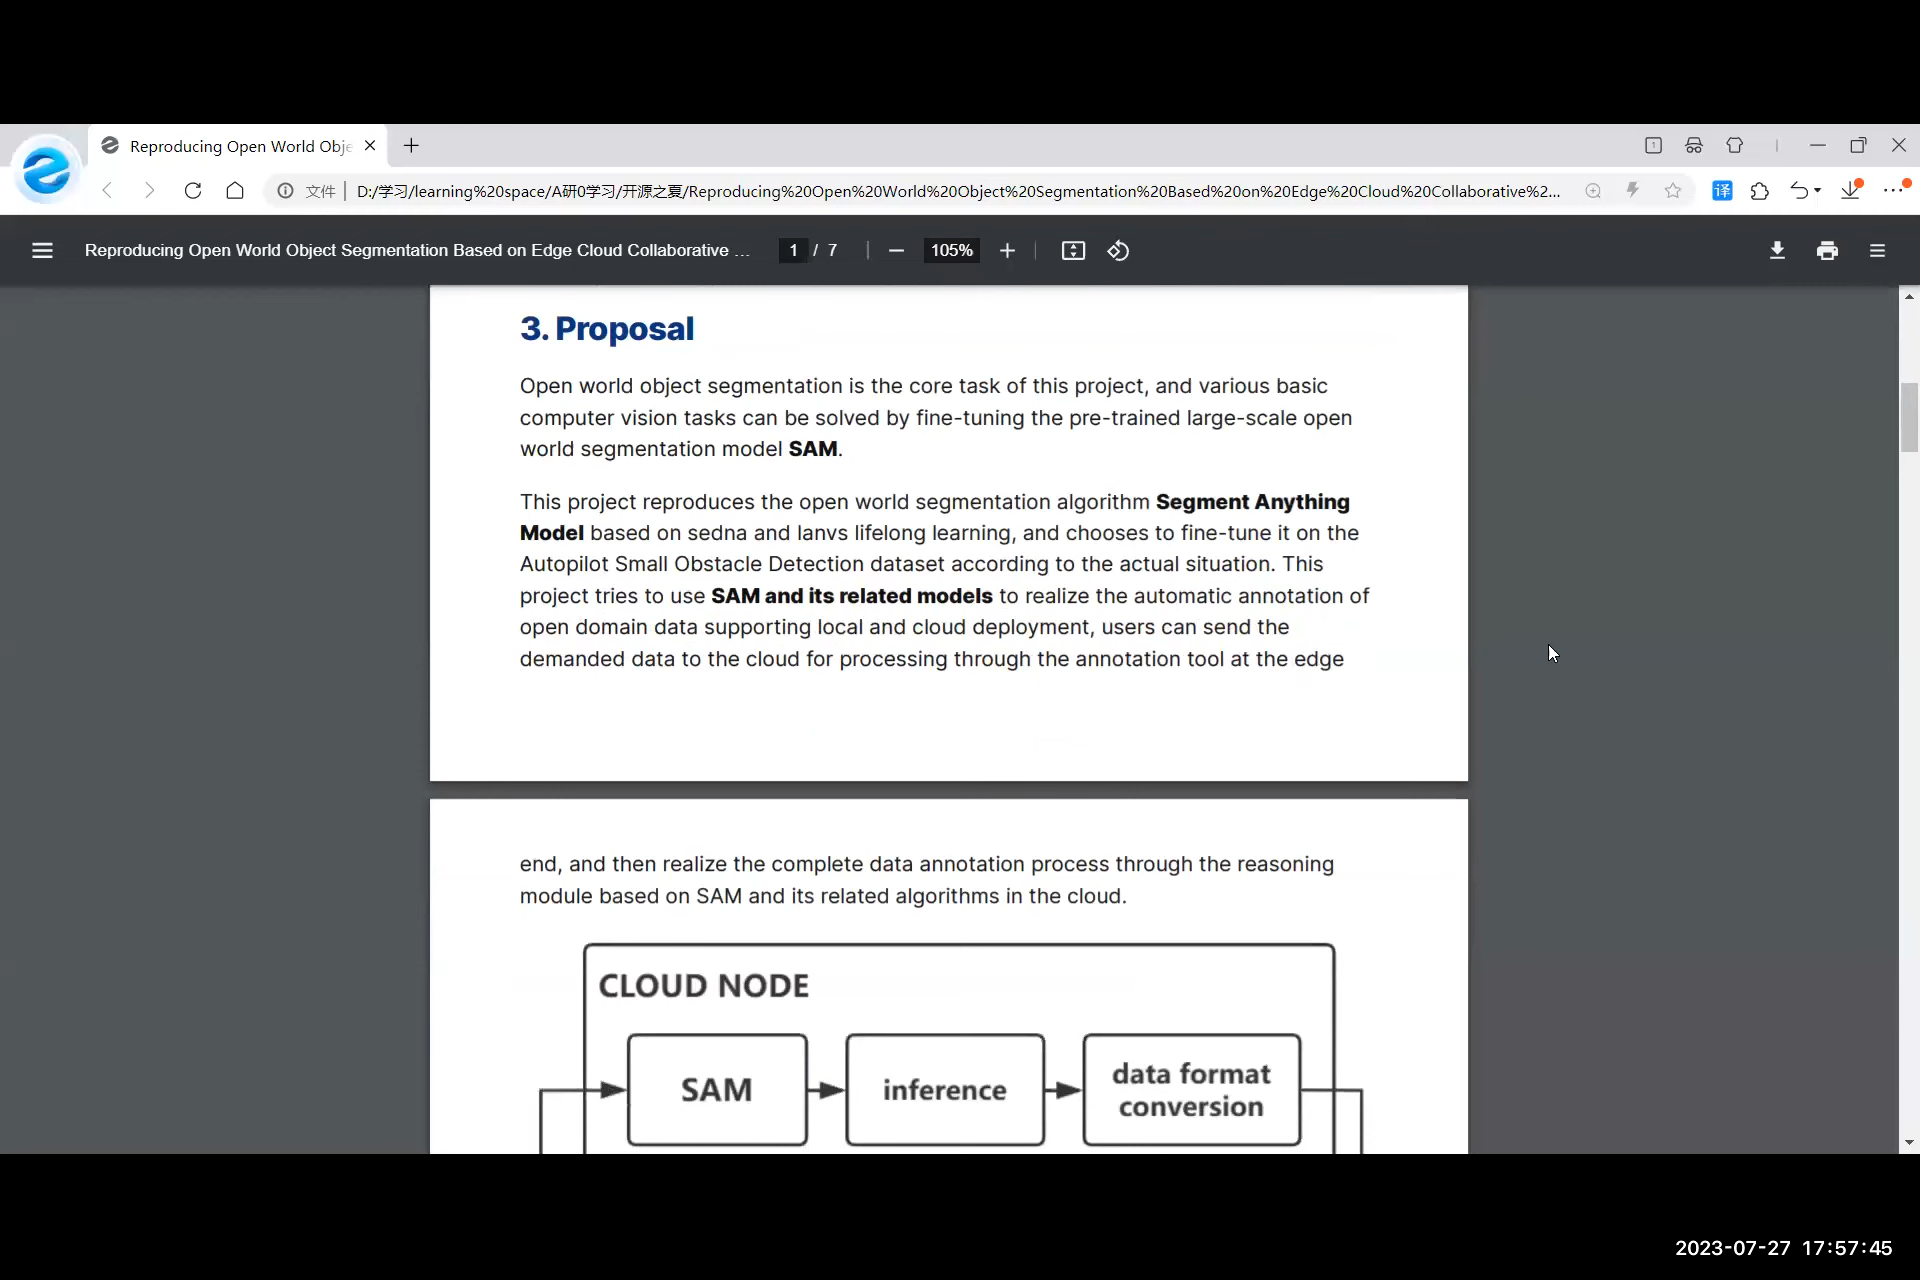 Reproducing Open World Obje
文件 | D:/学习/learning%20space/A研0学习/开源之夏/Reproducing%20Open%20World%20Object%20Segmentation%20Based%20on%20Edge%20Cloud%20Collaborative%2...
译
Reproducing Open World Object Segmentation Based on Edge Cloud Collaborative ... 1 / 7 105%
3. Proposal
Open world object segmentation is the core task of this project, and various basic
computer vision tasks can be solved by fine-tuning the pre-trained large-scale open
world segmentation model SAM.
This project reproduces the open world segmentation algorithm Segment Anything
Model based on sedna and Ianvs lifelong learning, and chooses to fine-tune it on the
Autopilot Small Obstacle Detection dataset according to the actual situation. This
project tries to use SAM and its related models to realize the automatic annotation of
open domain data supporting local and cloud deployment, users can send the
demanded data to the cloud for processing through the annotation tool at the edge
end, and then realize the complete data annotation process through the reasoning
module based on SAM and its related algorithms in the cloud.
CLOUD NODE
SAM
inference
data format
conversion
2023-07-27 17:57:45